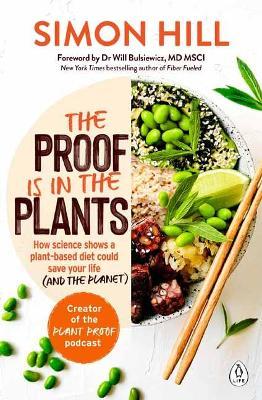 SIMON HILL
Foreword by Dr Will Bulsiewicz, MD MSCI
New York Times bestselling author of Fiber Fueled
THE
PROOF
IS IN THE
PLANTS
How science shows a
plant-based diet could
save your life
(AND THE PLANET)
Creator
of the
PLANT PROOF
podcast
LIFE